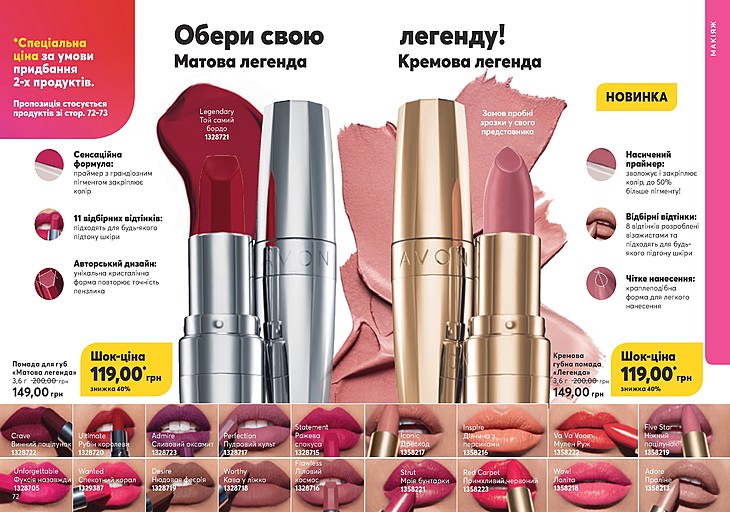 *Спеціальна
ціна за умови
придбання
2-х продуктів.
Пропозиція стосується
продуктів зі стор. 72-73
Обери свою легенду!
Матова легенда
Кремова легенда
МАКІЯЖ
НОВИНКА
Legendary
Той самий
бордо
1328721
Замов пробні
зразки у свого
представника
Сенсаційна
формула:
праймер з грандіозним
пігментом закріплює
колір
11 відбірних відтінків:
підходять для будь-якого
підтону шкіри
Авторський дизайн:
унікальна кристалічна
форма повторює точність
пензлика
AVON
AVON
Насичений
праймер:
зволожує і закріплює
колір, до 50%
більше пігменту!
Відбірні відтінки:
8 відтінків розроблені
візажистами та
підходять для будь-
якого підтону шкіри
Чітке нанесення:
краплеподібна
форма для легкого
нанесення
Помада для губ
«Матова легенда»
3,6 г 200,00 грн
149,00 грн
Шок-ціна
119,00* грн
знижка 40%
Кремова
губна помада
«Легенда»
3,6 г 200,00 грн
149,00 грн
Шок-ціна
119,00* грн
знижка 40%
Crave
Винний поцілунок
1328722
Ultimate
Рубін королеви
1328720
Admire
Сливовий оксамит
1328723
Perfection
Пудровий культ
1328717
Statement
Рожева
спокуса
1328715
Iconic
Дрескод
1358217
Inspire
Дівчина з
персиками
1358216
Va Va Voom
Мулен Руж
1358222
Five Star
Ніжний
поцілунок
1358219
Unforgettable
Фуксія назавжди
1328705
Wanted
Спекотний корал
1329387
Desire
Нюдовая феєрія
1328719
Worthy
Кава у ліжко
1328718
Flawless
Ліловий
космос
1328716
Strut
Мрія бунтарки
1358221
Red Carpet
Примхливий червоний
1358223
Wow!
Лоліта
1358218
Adore
Праліне
1358213
72